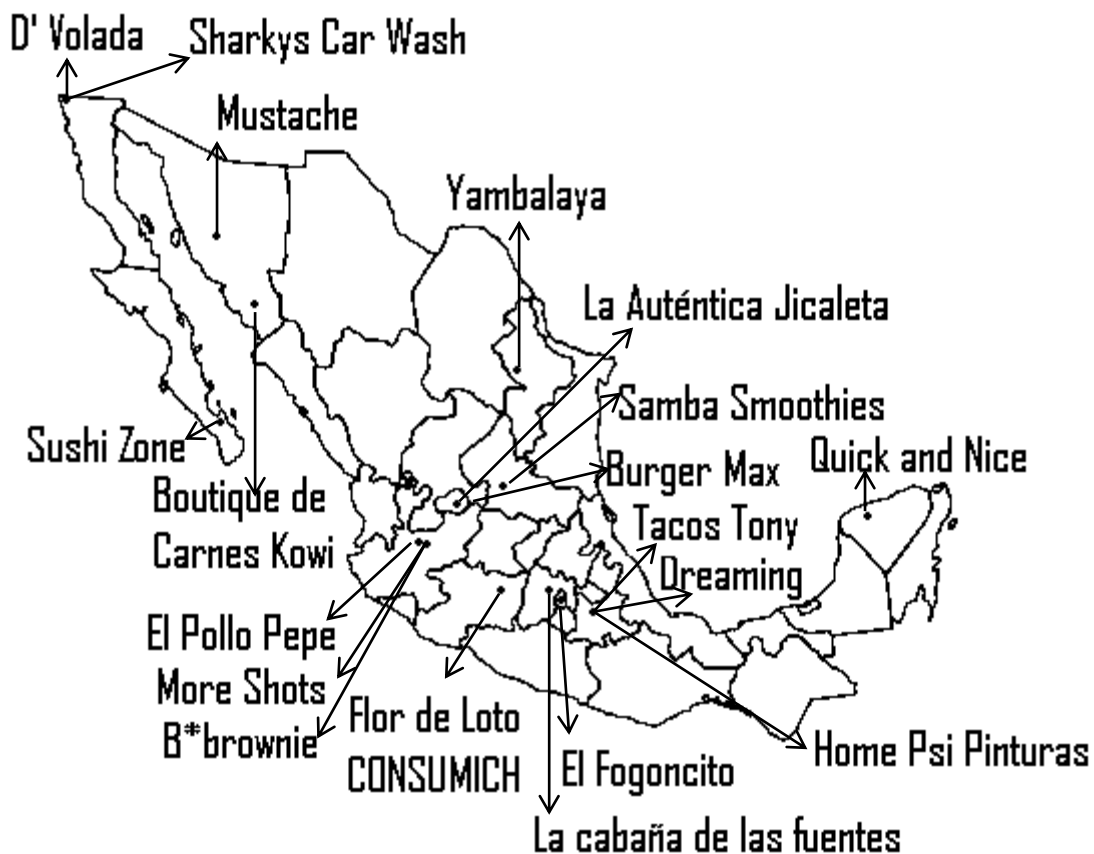 D' Volada
Sharkys Car Wash
Mustache
Yambalaya
La Auténtica Jicaleta
Samba Smoothies
Sushi Zone
Burger Max
Quick and Nice
Boutique de
Carnes Kowi
Tacos Tony
Dreaming
El Pollo Pepe
More Shots
B*brownie
Flor de Loto
CONSUMICH
El Fogoncito
Home Psi Pinturas
La cabaña de las fuentes